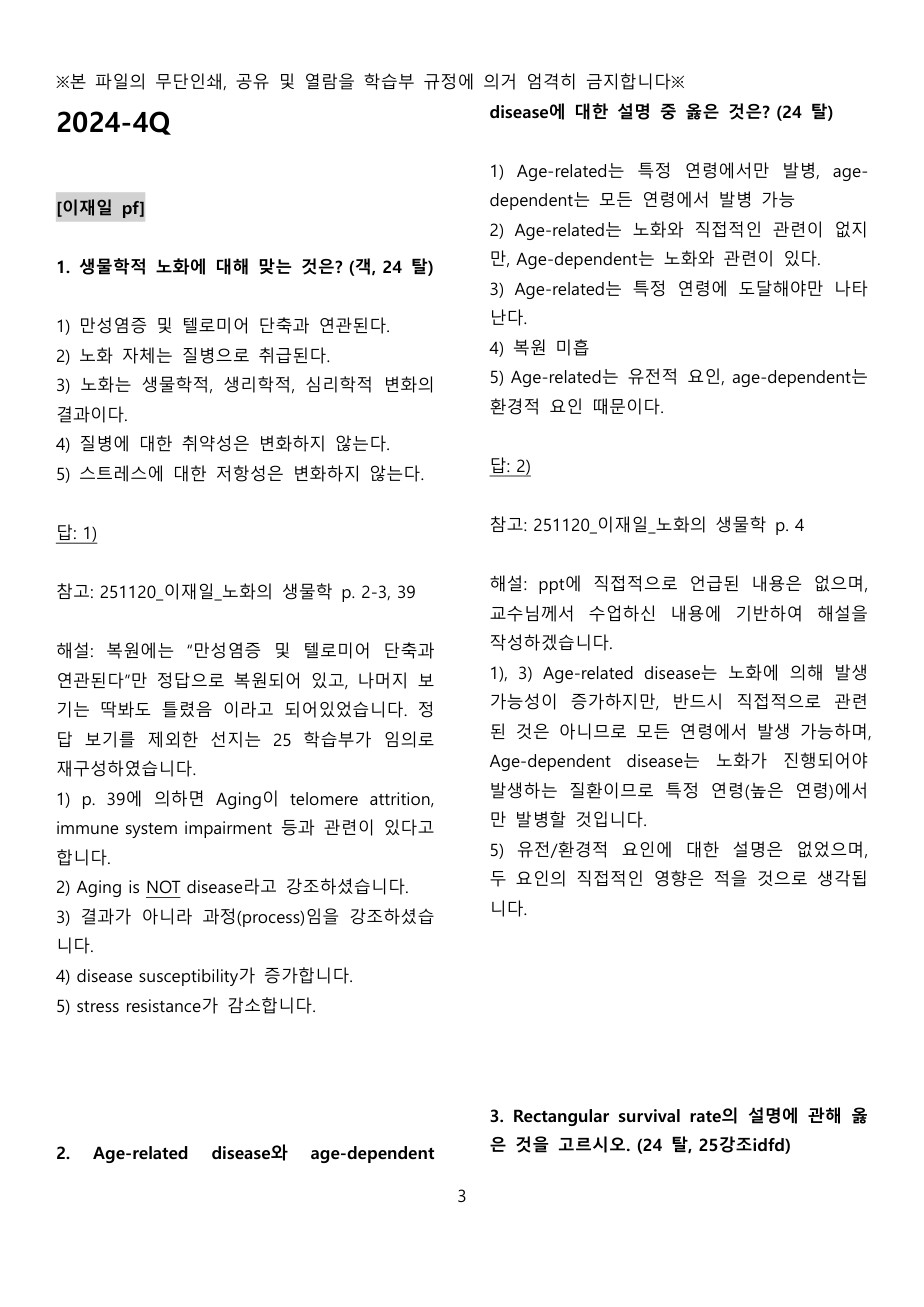 ※본 파일의 무단인쇄, 공유 및 열람을 학습부 규정에 의거 엄격히 금지합니다※
2024-4Q
[이재일 pf]
1. 생물학적 노화에 대해 맞는 것은? (객, 24 탈)
1) 만성염증 및 텔로미어 단축과 연관된다.
2) 노화 자체는 질병으로 취급된다.
3) 노화는 생물학적, 생리학적, 심리학적 변화의
결과이다.
4) 질병에 대한 취약성은 변화하지 않는다.
5) 스트레스에 대한 저항성은 변화하지 않는다.
답: 1)
참고: 251120_이재일_노화의 생물학 p. 2-3, 39
해설: 복원에는 “만성염증 및 텔로미어 단축과
연관된다”만 정답으로 복원되어 있고, 나머지 보
기는 딱봐도 틀렸음 이라고 되어있었습니다. 정
답 보기를 제외한 선지는 25 학습부가 임의로
재구성하였습니다.
1) p. 39에 의하면 Aging이 telomere attrition,
immune system impairment 등과 관련이 있다고
합니다.
2) Aging is NOT disease라고 강조하셨습니다.
3) 결과가 아니라 과정(process)임을 강조하셨습
니다.
4) disease susceptibility가 증가합니다.
5) stress resistance가 감소합니다.
2. Age-related disease와 age-dependent
disease에 대한 설명 중 옳은 것은? (24 탈)
1) Age-related는 특정 연령에서만 발병, age-
dependent는 모든 연령에서 발병 가능
2) Age-related는 노화와 직접적인 관련이 없지
만, Age-dependent는 노화와 관련이 있다.
3) Age-related는 특정 연령에 도달해야만 나타
난다.
4) 복원 미흡
5) Age-related는 유전적 요인, age-dependent는
환경적 요인 때문이다.
답: 2)
참고: 251120_이재일_노화의 생물학 p. 4
해설: ppt에 직접적으로 언급된 내용은 없으며,
교수님께서 수업하신 내용에 기반하여 해설을
작성하겠습니다.
1), 3) Age-related disease는 노화에 의해 발생
가능성이 증가하지만, 반드시 직접적으로 관련
된 것은 아니므로 모든 연령에서 발생 가능하며,
Age-dependent disease는 노화가 진행되어야
발생하는 질환이므로 특정 연령(높은 연령)에서
만 발병할 것입니다.
5) 유전/환경적 요인에 대한 설명은 없었으며,
두 요인의 직접적인 영향은 적을 것으로 생각됩
니다.
3. Rectangular survival rate의 설명에 관해 옳
은 것을 고르시오. (24 탈, 25강조idfd)
3